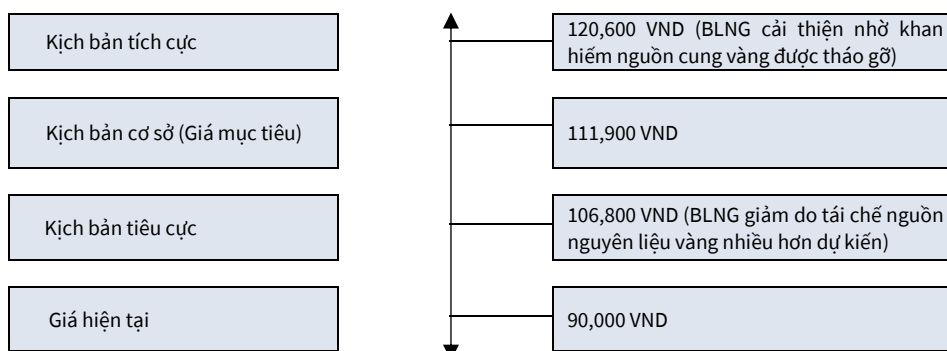 Kịch bản tích cực
120,600 VND (BLNG cải thiện nhờ khan
hiếm nguồn cung vàng được tháo gỡ)
Kịch bản cơ sở (Giá mục tiêu)
111,900 VND
Kịch bản tiêu cực
106,800 VND (BLNG giảm do tái chế nguồn
nguyên liệu vàng nhiều hơn dự kiến)
Giá hiện tại
90,000 VND